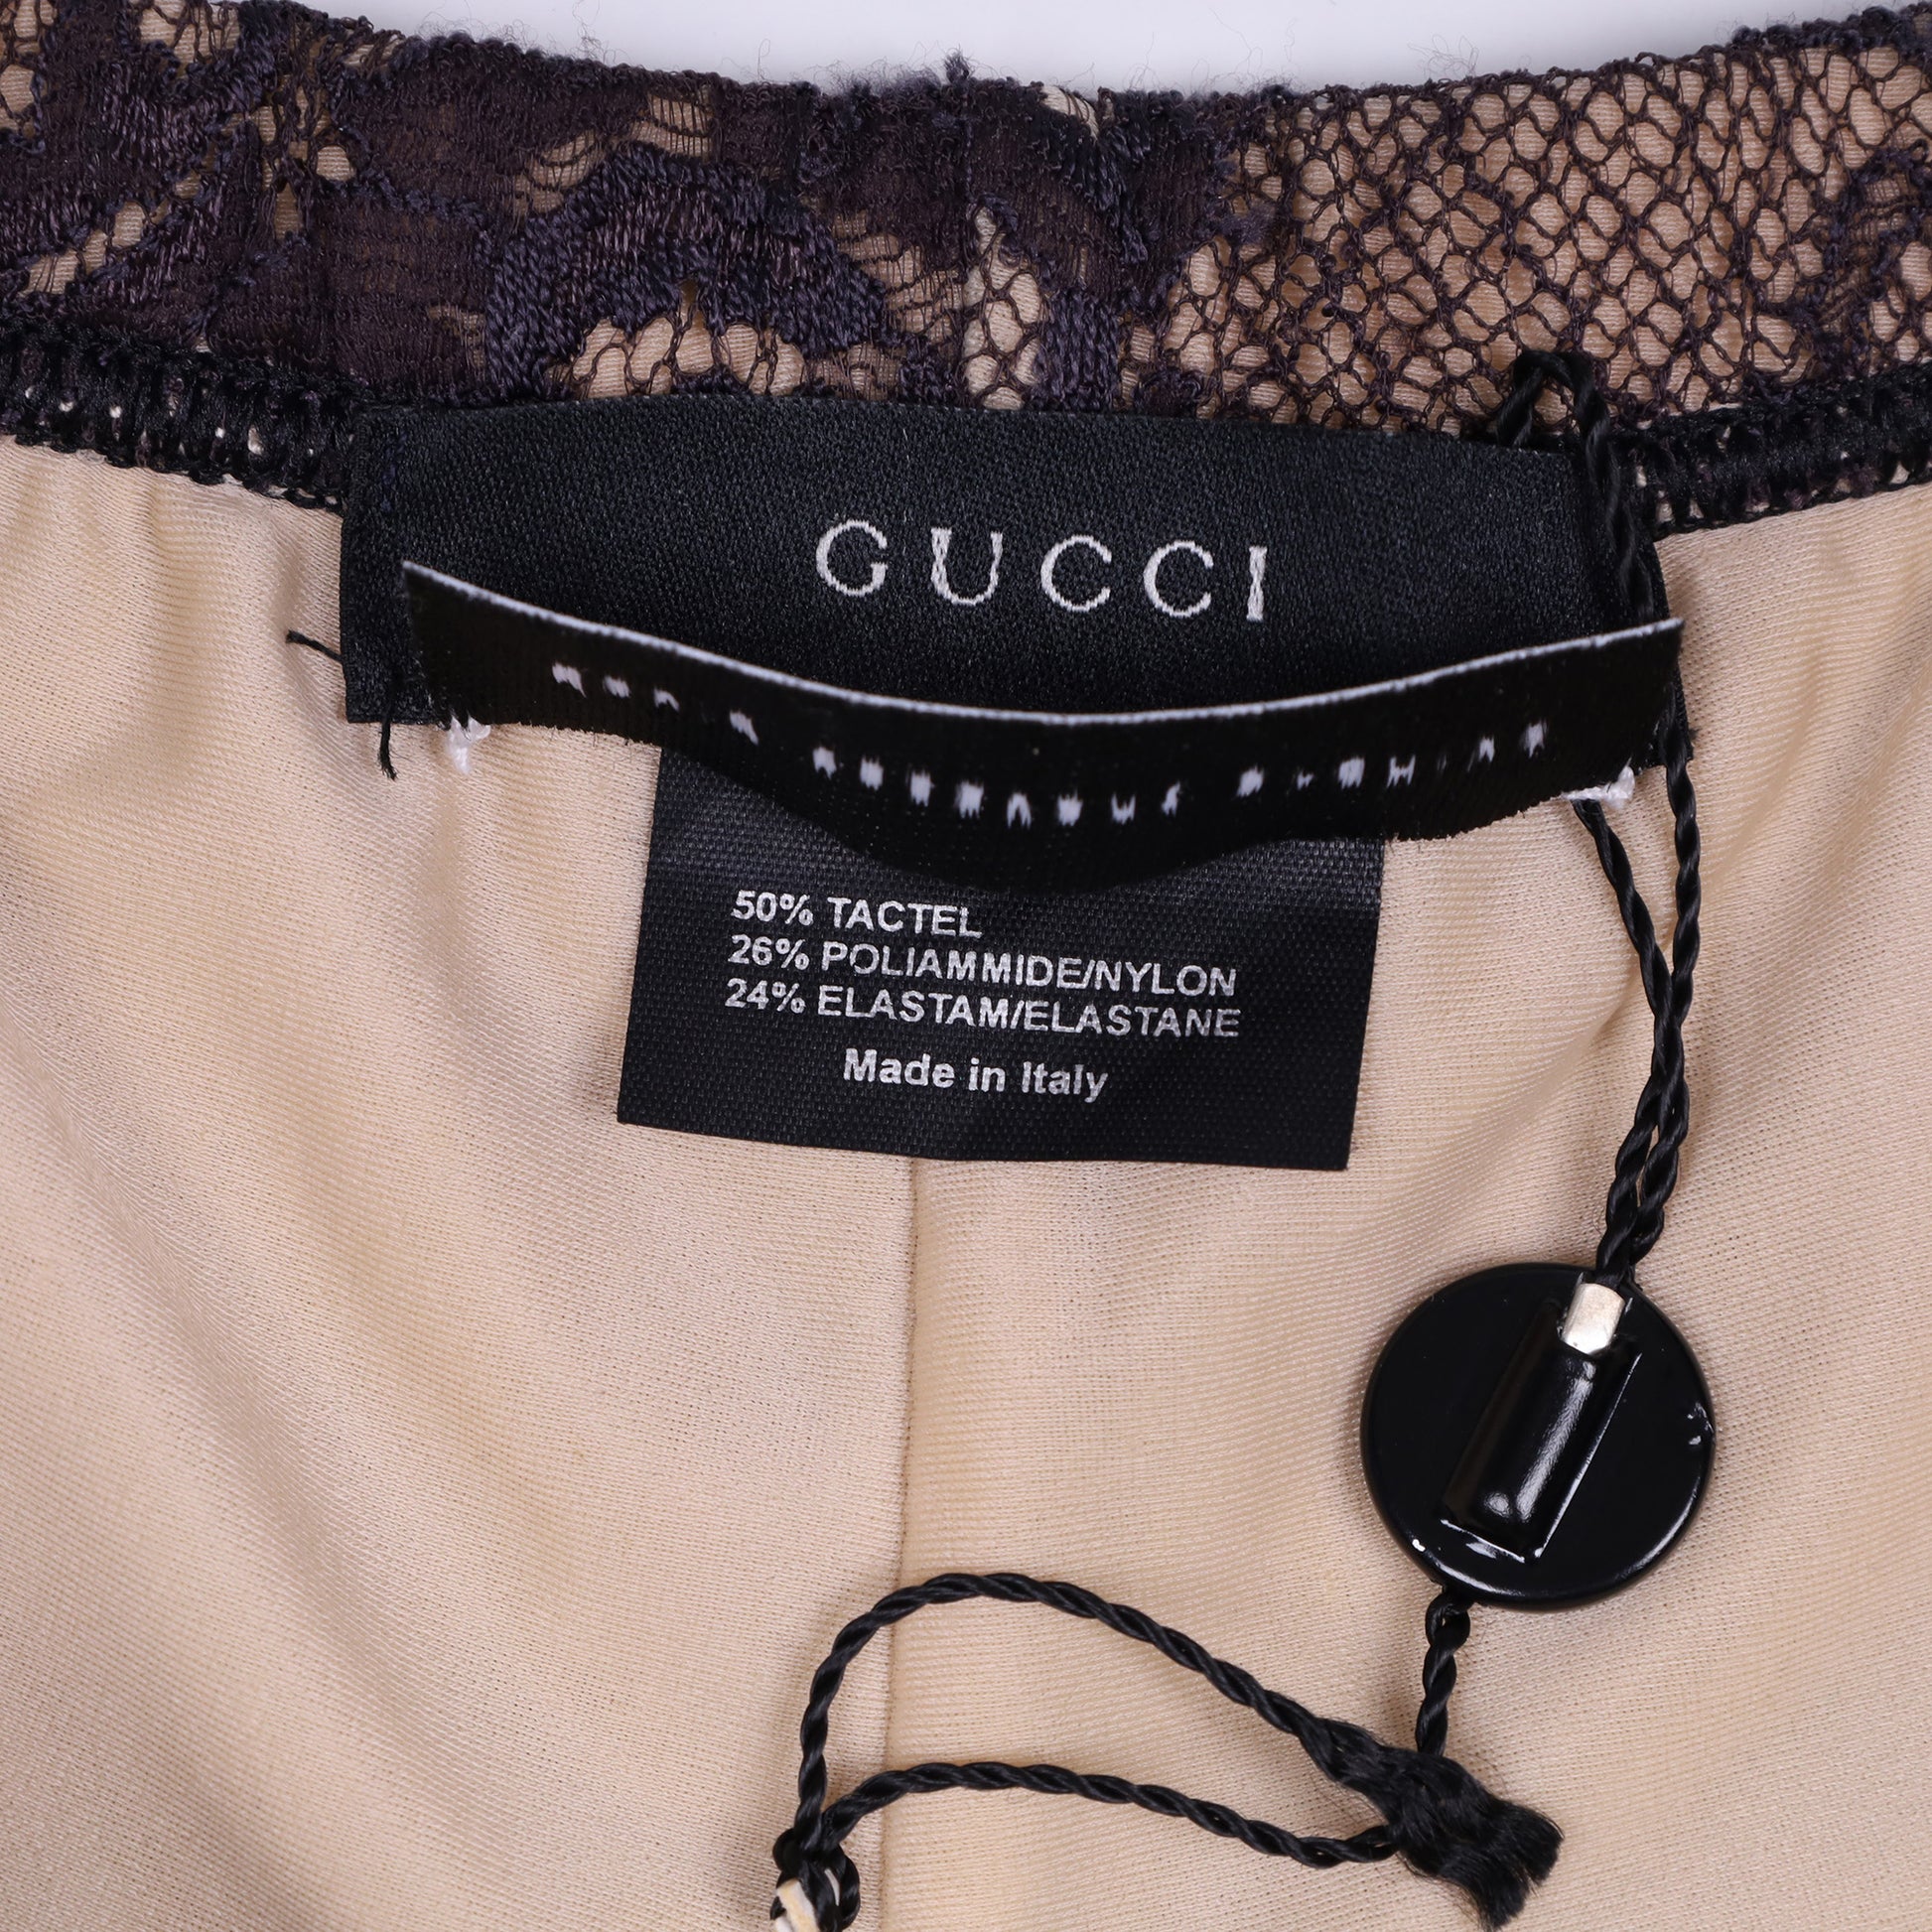 GUCCI
50% TACTEL
26% POLIAMMIDE/NYLON
24% ELASTAM/ELASTANE
Made in Italy